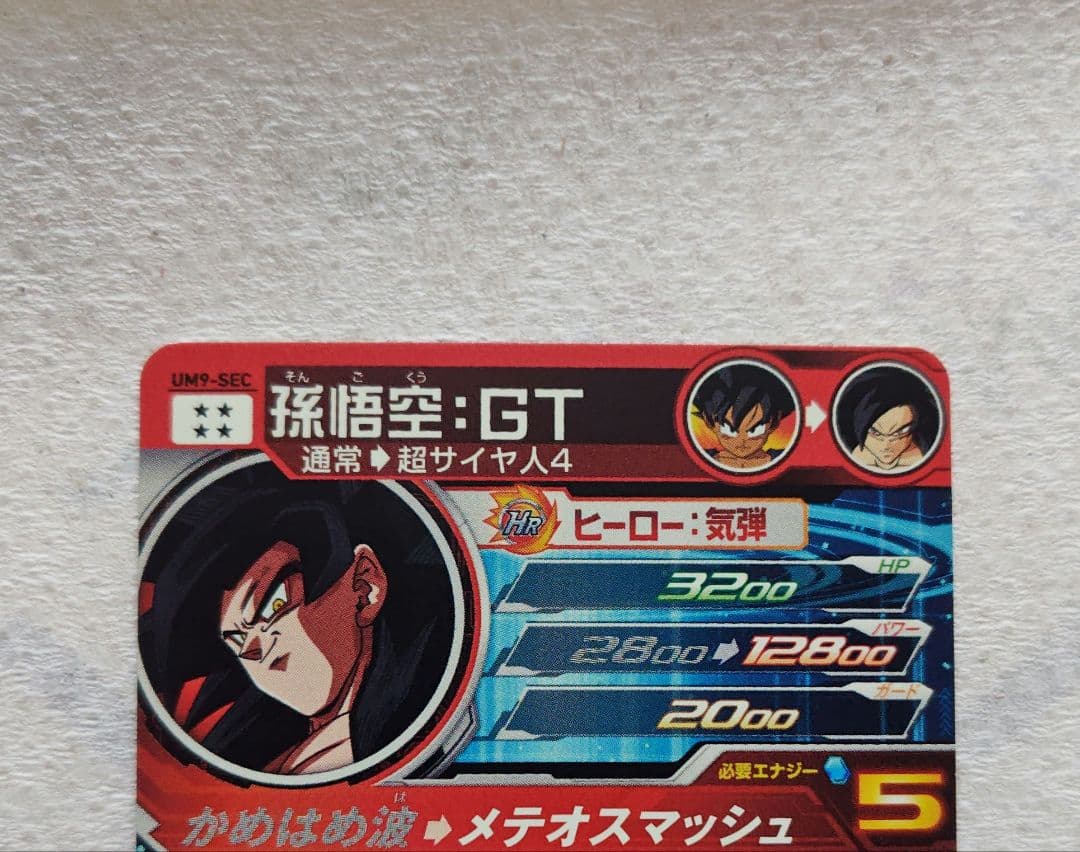 UM9-SEC
そん ご くう
孫悟空:GT
通常➡超サイヤ人4
HR ヒーロー:気弾
HP
3200
パワー
2800➡12800
ガード
2000
必要エナジー 5
は
かめはめ波➡メテオスマッシュ